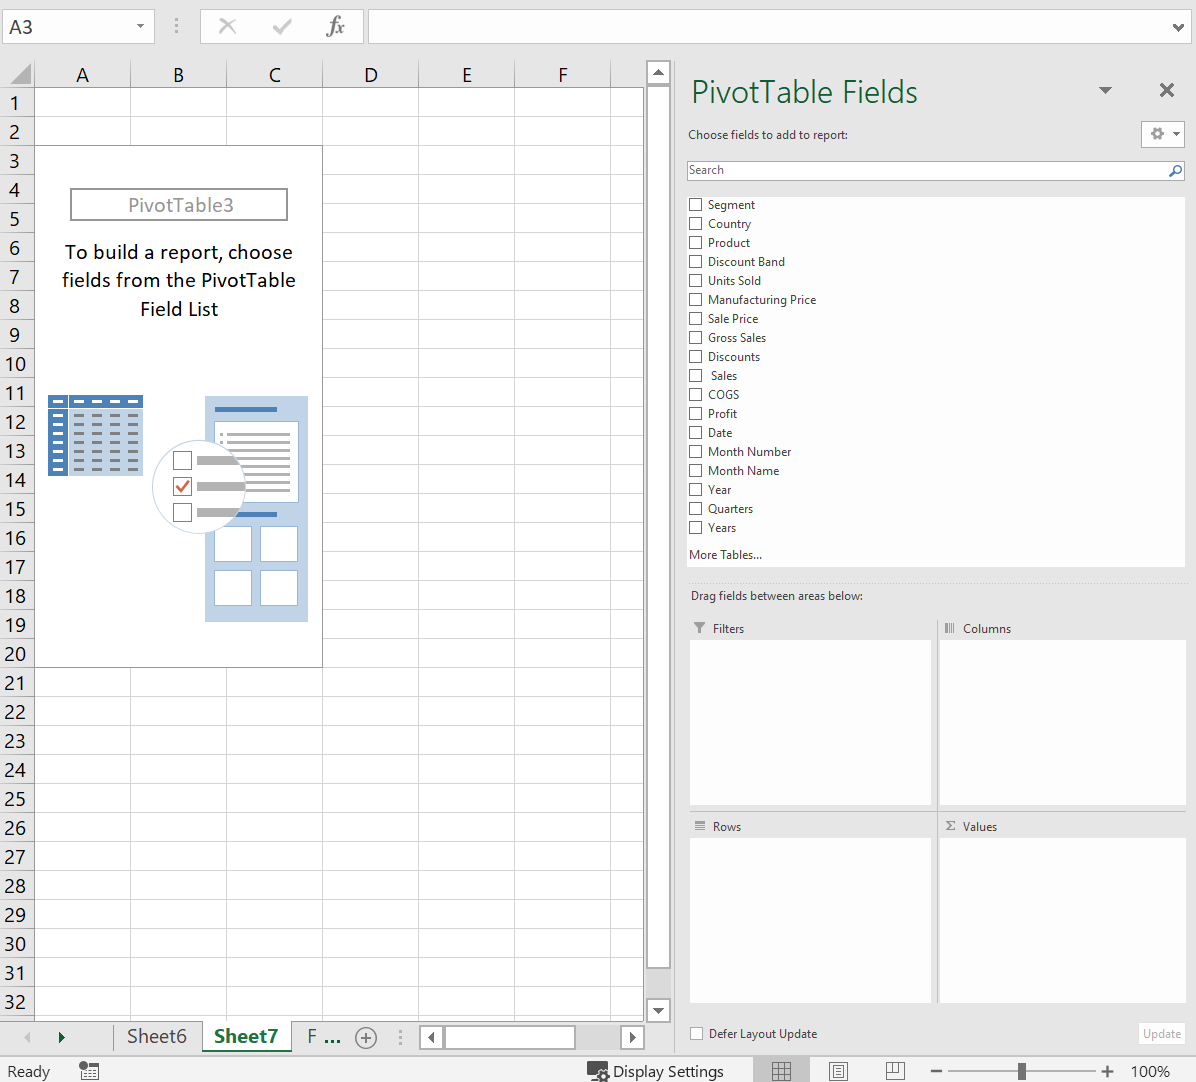 A3
fx
A B C D E F
1
2
3
4
5
6
7
8
9
10
11
12
13
14
15
16
17
18
19
20
21
22
23
24
25
26
27
28
29
30
31
32
PivotTable3
To build a report, choose
fields from the PivotTable
Field List
Sheet6 Sheet7 F ...
PivotTable Fields
Choose fields to add to report:
Search
Segment
Country
Product
Discount Band
Units Sold
Manufacturing Price
Sale Price
Gross Sales
Discounts
Sales
COGS
Profit
Date
Month Number
Month Name
Year
Quarters
Years
More Tables...
Drag fields between areas below:
Filters
Columns
Rows
Σ Values
Defer Layout Update
Update
Ready
Display Settings
100%